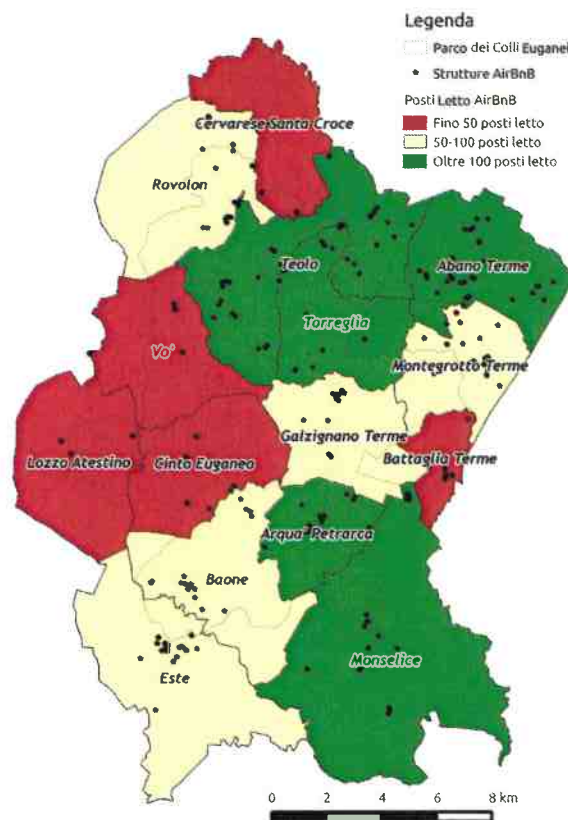 Legenda
Parco dei Colli Euganei
Strutture AirBnB
Posti Letto AirBnB
Fino 50 posti letto
50-100 posti letto
Oltre 100 posti letto
Cervarese Santa Croce
Rovolon
Teolo
Abano Terme
Torreglia
Vo'
Montegrotto Terme
Galzignano Terme
Lozzo Atestino
Cinto Euganeo
Battaglia Terme
Arqua' Petrarca
Baone
Monselice
Este
0 2 4 6 8 km